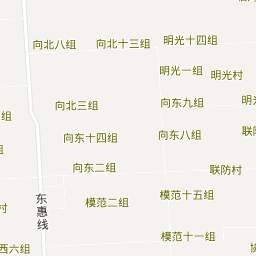 明光十四组
向北八组
向北十三组
明光一组
明光村
向北三组
向东九组
明光
组
联防
向东十四组
向东八组
组
向东二组
联防村
东惠线
模范二组
模范十五组
村
模范十一组
西六组